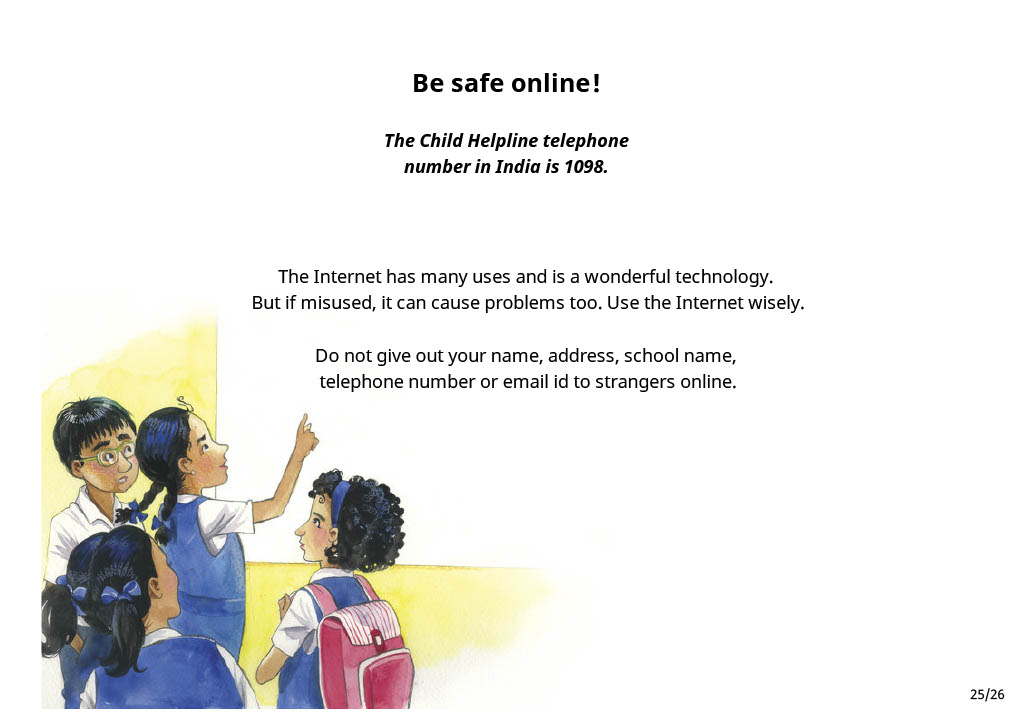 Be safe online!
The Child Helpline telephone
number in India is 1098.
The Internet has many uses and is a wonderful technology.
But if misused, it can cause problems too. Use the Internet wisely.
Do not give out your name, address, school name,
telephone number or email id to strangers online.
25/26